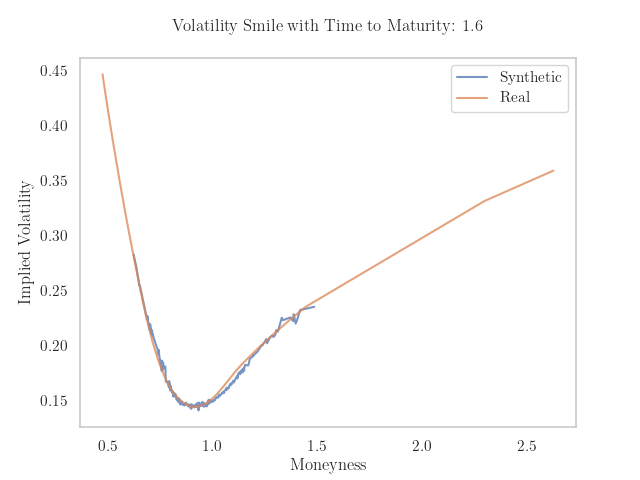 Volatility Smile with Time to Maturity: 1.6
Synthetic
Real
0.45
0.40
0.35
0.30
0.25
0.20
0.15
Implied Volatility
0.5
1.0
1.5
2.0
2.5
Moneyness